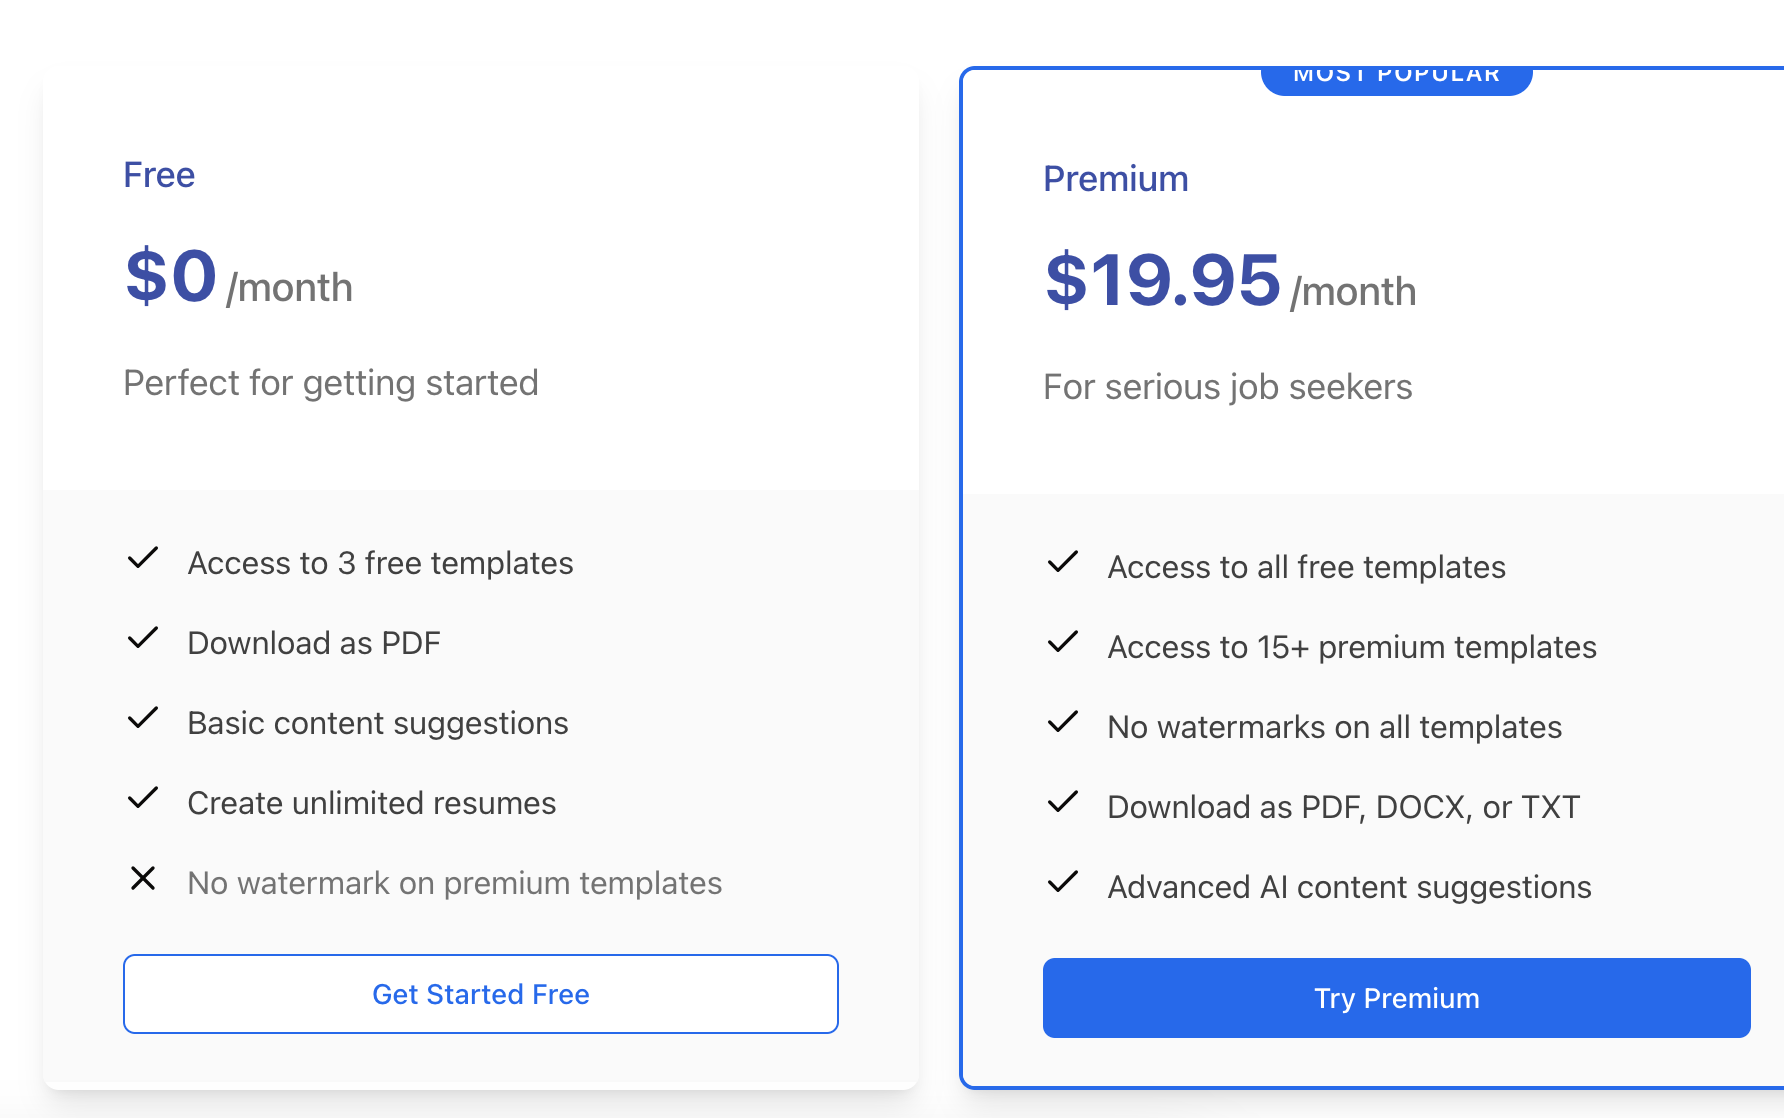 Free
$0 /month
Perfect for getting started
Access to 3 free templates
Download as PDF
Basic content suggestions
Create unlimited resumes
No watermark on premium templates
Get Started Free
MOST POPULAR
Premium
$19.95 /month
For serious job seekers
Access to all free templates
Access to 15+ premium templates
No watermarks on all templates
Download as PDF, DOCX, or TXT
Advanced AI content suggestions
Try Premium